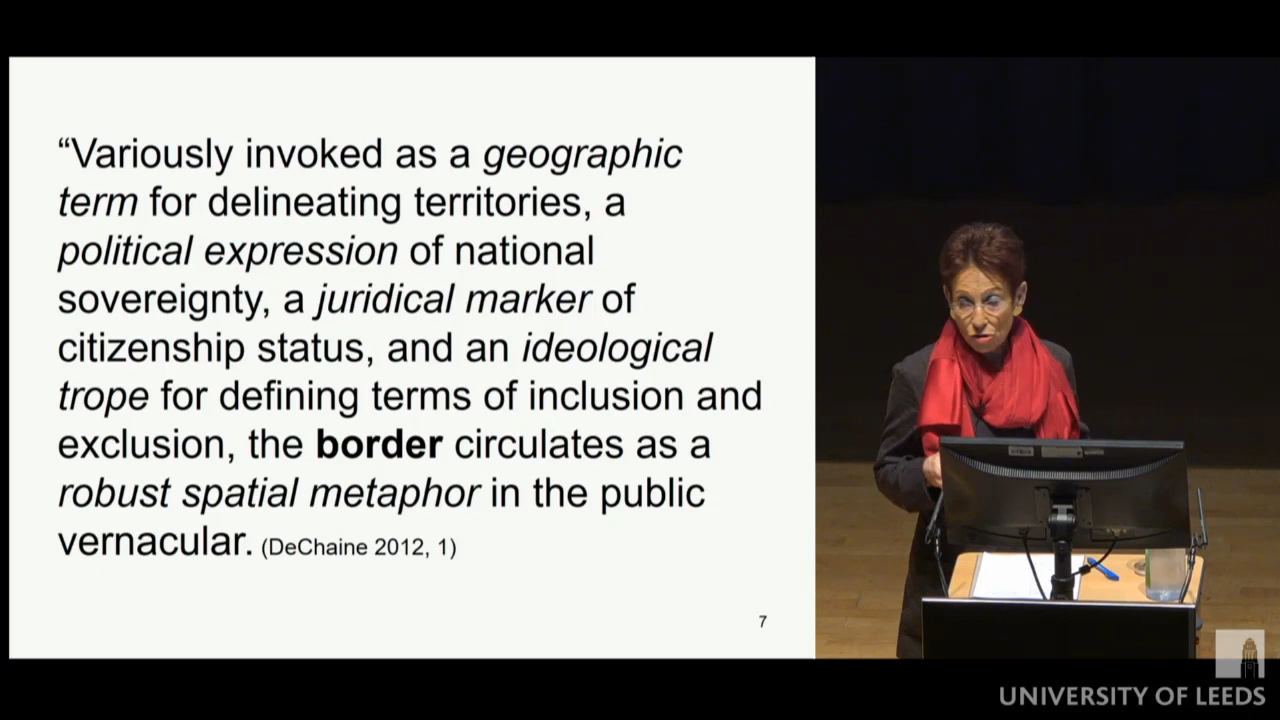 “Variously invoked as a geographic
term for delineating territories, a
political expression of national
sovereignty, a juridical marker of
citizenship status, and an ideological
trope for defining terms of inclusion and
exclusion, the border circulates as a
robust spatial metaphor in the public
vernacular. (DeChaine 2012, 1)
7
UNIVERSITY OF LEEDS